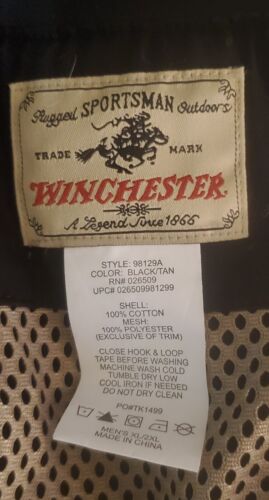 Rugged SPORTSMAN Outdoors
TRADE MARK
WINCHESTER
A Legend Since 1866
STYLE: 98129A
COLOR: BLACK/TAN
RN# 026509
UPC# 026509981299
SHELL:
100% COTTON
MESH:
100% POLYESTER
(EXCLUSIVE OF TRIM)
CLOSE HOOK & LOOP
TAPE BEFORE WASHING
MACHINE WASH COLD
TUMBLE DRY LOW
COOL IRON IF NEEDED
DO NOT DRY CLEAN
PO#TK1499
MEN'S XL/2XL
MADE IN CHINA